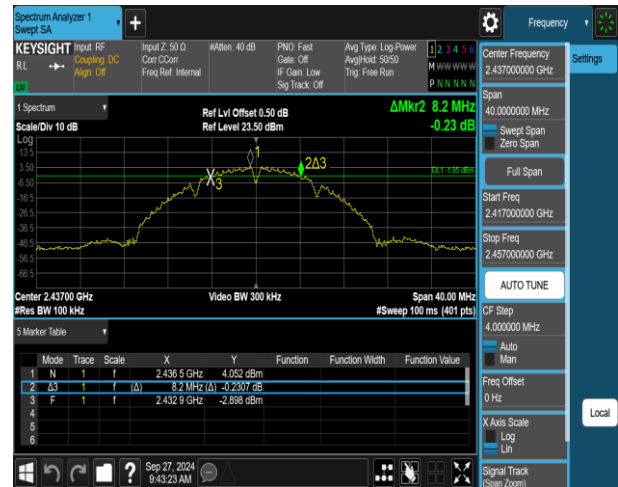 Spectrum Analyzer 1
Swept SA
+
Frequency
KEYSIGHT
RL
Input: RF
Coupling: DC
Align: Off
Input Z: 50 Ω
Corr CCorr
Freq Ref: Internal
#Atten: 40 dB
PNO: Fast
Gate: Off
IF Gain: Low
Sig Track: Off
Avg Type: Log-Power
Avg|Hold: 50/50
Trig: Free Run
1 2 3 4 5 6
M W W W W W
P N N N N N
LXI
1 Spectrum
Scale/Div 10 dB
Ref Lvl Offset 0.50 dB
Ref Level 23.50 dBm
ΔMkr2 8.2 MHz
-0.23 dB
Log
13.5
3.50
-6.50
-16.5
-26.5
-36.5
-46.5
-56.5
-66.5
1
2Δ3
X3
DL1 -1.95 dBm
Center 2.43700 GHz
#Res BW 100 kHz
Video BW 300 kHz
Span 40.00 MHz
#Sweep 100 ms (401 pts)
5 Marker Table
Mode Trace Scale X Y Function Function Width Function Value
1 N 1 f 2.436 5 GHz 4.052 dBm
2 Δ3 1 f (Δ) 8.2 MHz (Δ) -0.2307 dB
3 F 1 f 2.432 9 GHz -2.898 dBm
4
5
6
Sep 27, 2024
9:43:23 AM
?
Center Frequency
2.437000000 GHz
Span
40.0000000 MHz
Swept Span
Zero Span
Full Span
Start Freq
2.417000000 GHz
Stop Freq
2.457000000 GHz
AUTO TUNE
CF Step
4.000000 MHz
Auto
Man
Freq Offset
0 Hz
X Axis Scale
Log
Lin
Signal Track
(Span Zoom)
Settings
Local